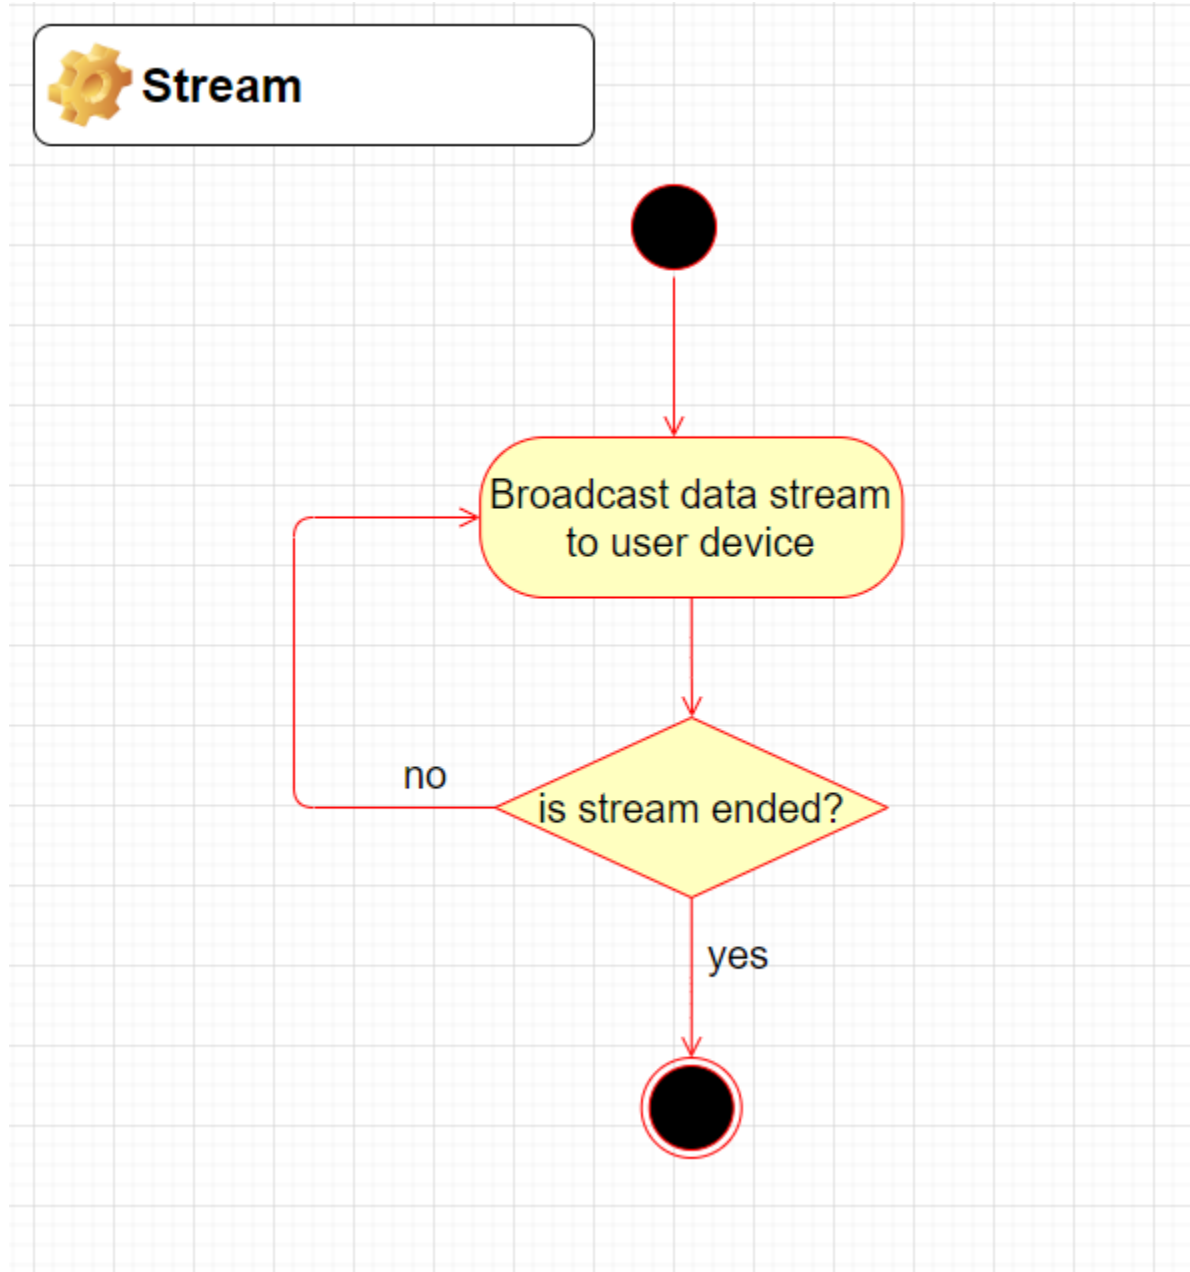 Stream
Broadcast data stream
to user device
no
is stream ended?
yes